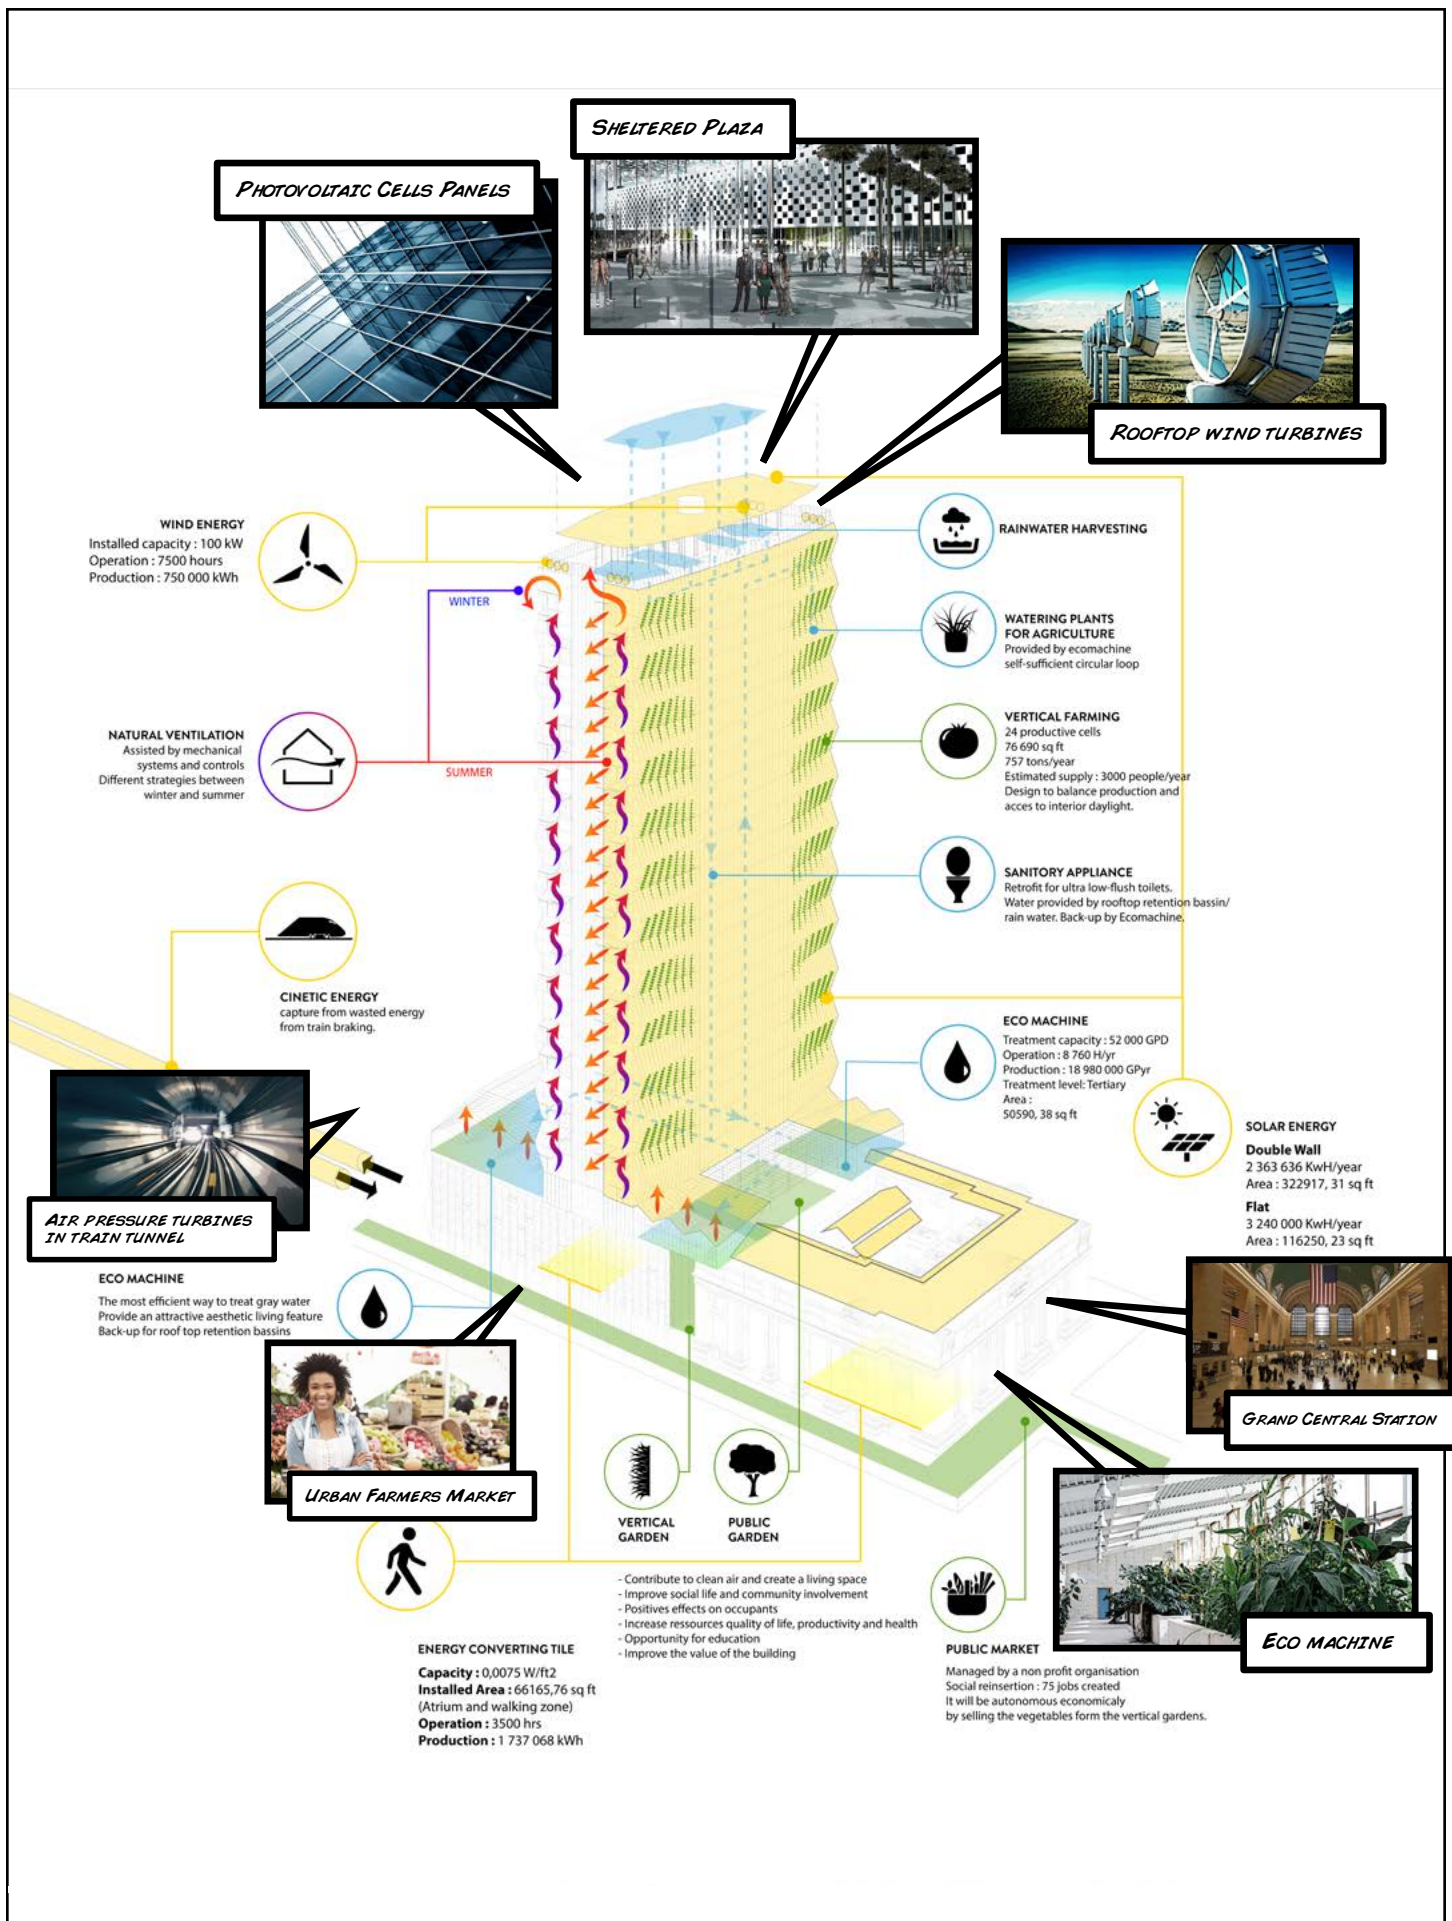 SHELTERED PLAZA
PHOTOVOLTAIC CELLS PANELS
ROOFTOP WIND TURBINES
WIND ENERGY
Installed capacity : 100 kW
Operation : 7500 hours
Production : 750 000 kWh
RAINWATER HARVESTING
WINTER
WATERING PLANTS
FOR AGRICULTURE
Provided by ecomachine
self-sufficient circular loop
NATURAL VENTILATION
Assisted by mechanical
systems and controls
Different strategies between
winter and summer
SUMMER
VERTICAL FARMING
24 productive cells
76 690 sq ft
757 tons/year
Estimated supply : 3000 people/year
Design to balance production and
acces to interior daylight.
SANITORY APPLIANCE
Retrofit for ultra low-flush toilets.
Water provided by rooftop retention bassin/
rain water. Back-up by Ecomachine.
CINETIC ENERGY
capture from wasted energy
from train braking.
ECO MACHINE
Treatment capacity : 52 000 GPD
Operation : 8 760 H/yr
Production : 18 980 000 GPyr
Treatment level: Tertiary
Area :
50590, 38 sq ft
SOLAR ENERGY
Double Wall
2 363 636 KwH/year
Area : 322917, 31 sq ft
Flat
3 240 000 KwH/year
Area : 116250, 23 sq ft
AIR PRESSURE TURBINES
IN TRAIN TUNNEL
ECO MACHINE
The most efficient way to treat gray water
Provide an attractive aesthetic living feature
Back-up for roof top retention bassins
GRAND CENTRAL STATION
URBAN FARMERS MARKET
VERTICAL
GARDEN
PUBLIC
GARDEN
- Contribute to clean air and create a living space
- Improve social life and community involvement
- Positives effects on occupants
- Increase ressources quality of life, productivity and health
- Opportunity for education
- Improve the value of the building
ECO MACHINE
ENERGY CONVERTING TILE
Capacity : 0,0075 W/ft2
Installed Area : 66165,76 sq ft
(Atrium and walking zone)
Operation : 3500 hrs
Production : 1 737 068 kWh
PUBLIC MARKET
Managed by a non profit organisation
Social reinsertion : 75 jobs created
It will be autonomous economicaly
by selling the vegetables form the vertical gardens.